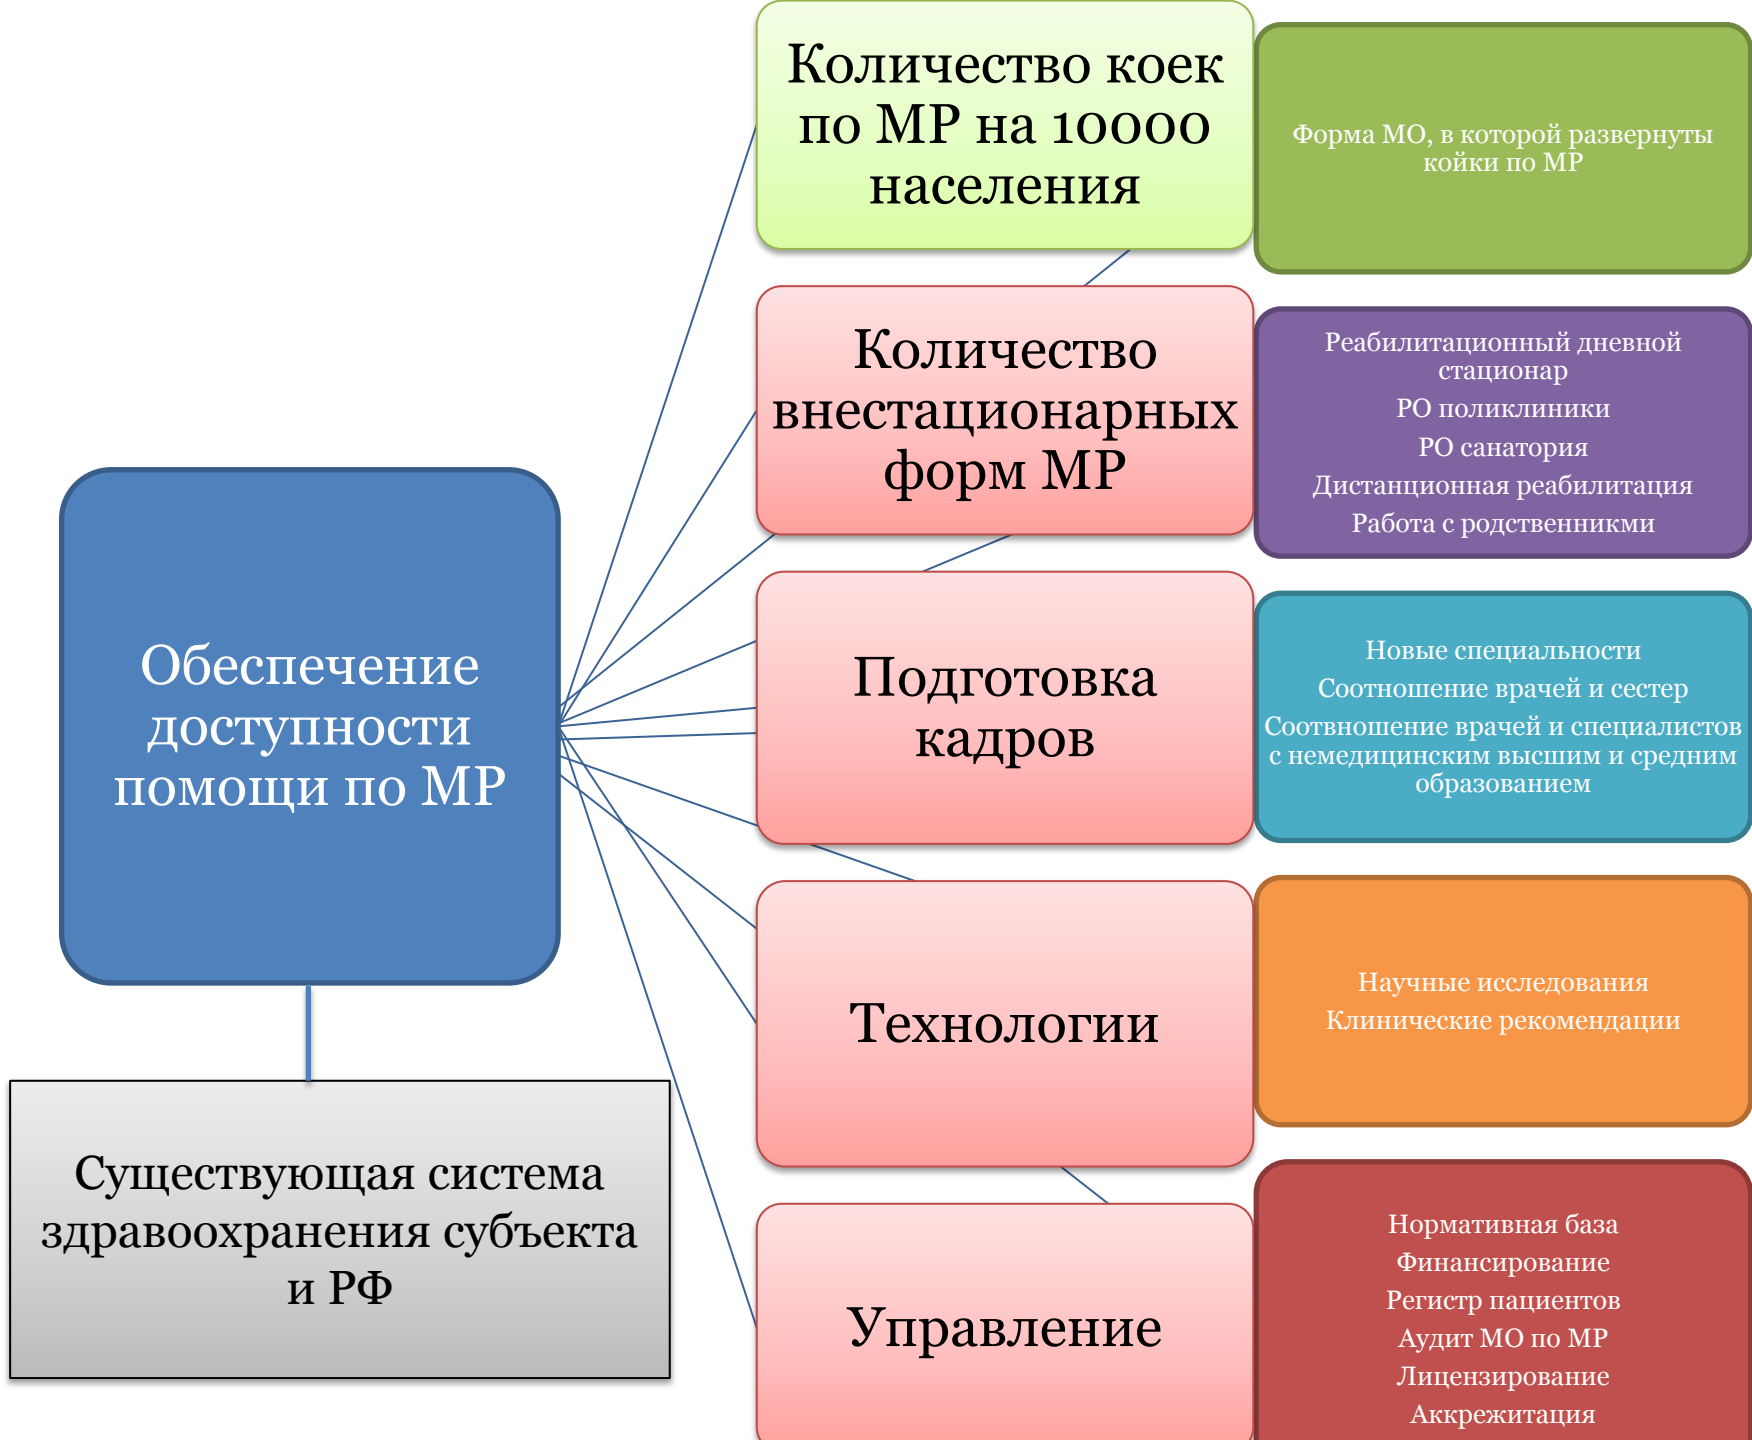 Количество коек
по МР на 10000
населения
Форма МО, в которой развернуты
койки по МР
Количество
внестационарных
форм МР
Реабилитационный дневной
стационар
РО поликлиники
РО санатория
Дистанционная реабилитация
Работа с родственникми
Обеспечение
доступности
помощи по МР
Подготовка
кадров
Новые специальности
Соотношение врачей и сестер
Соотвношение врачей и специалистов
с немедицинским высшим и средним
образованием
Технологии
Научные исследования
Клинические рекомендации
Существующая система
здравоохранения субъекта
и РФ
Управление
Нормативная база
Финансирование
Регистр пациентов
Аудит МО по МР
Лицензирование
Аккрежитация